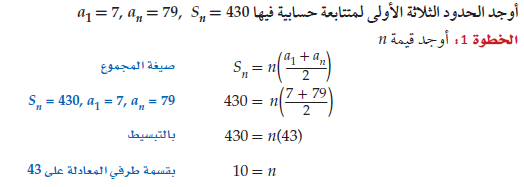 أوجد الحدود الثلاثة الأولى لمتتابعة حسابية فيها a₁ = 7, aₙ = 79, Sₙ = 430
الخطوة 1: أوجد قيمة n
صيغة المجموع Sₙ = n((a₁ + aₙ)/2)
Sₙ = 430, a₁ = 7, aₙ = 79 430 = n((7 + 79)/2)
بالتبسيط 430 = n(43)
بقسمة طرفي المعادلة على 43 10 = n